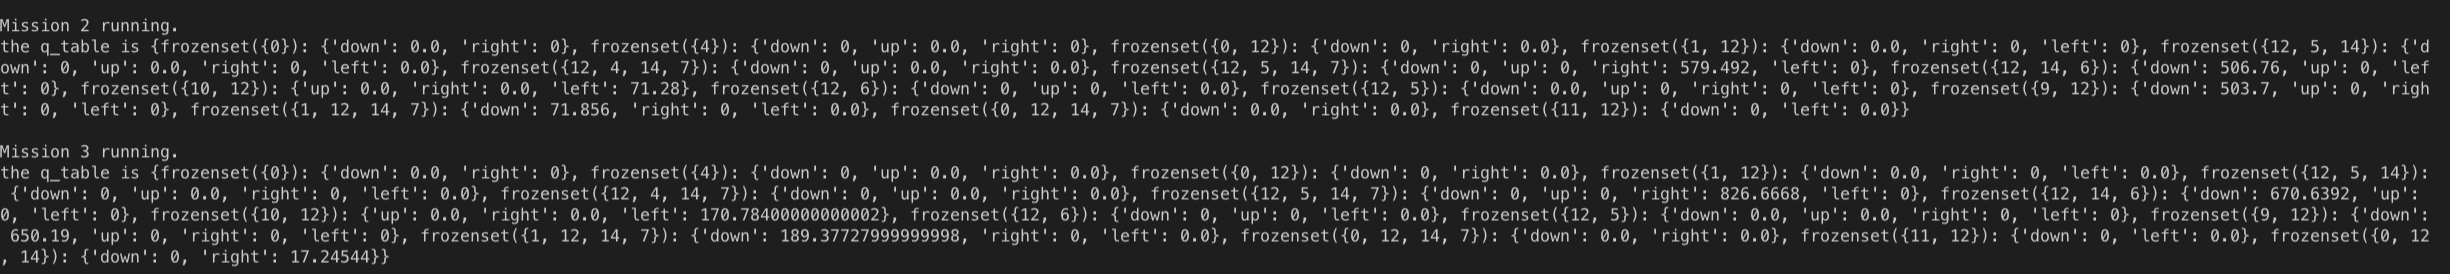 Mission 2 running.
the q_table is {frozenset({0}): {'down': 0.0, 'right': 0}, frozenset({4}): {'down': 0, 'up': 0.0, 'right': 0}, frozenset({0, 12}): {'down': 0, 'right': 0.0}, frozenset({1, 12}): {'down': 0.0, 'right': 0, 'left': 0}, frozenset({12, 5, 14}): {'d
own': 0, 'up': 0.0, 'right': 0, 'left': 0.0}, frozenset({12, 4, 14, 7}): {'down': 0, 'up': 0.0, 'right': 0.0}, frozenset({12, 5, 14, 7}): {'down': 0, 'up': 0, 'right': 579.492, 'left': 0}, frozenset({12, 14, 6}): {'down': 506.76, 'up': 0, 'lef
t': 0}, frozenset({10, 12}): {'up': 0.0, 'right': 0.0, 'left': 71.28}, frozenset({12, 6}): {'down': 0, 'up': 0, 'left': 0.0}, frozenset({12, 5}): {'down': 0.0, 'up': 0, 'right': 0, 'left': 0}, frozenset({9, 12}): {'down': 503.7, 'up': 0, 'righ
t': 0, 'left': 0}, frozenset({1, 12, 14, 7}): {'down': 71.856, 'right': 0, 'left': 0.0}, frozenset({0, 12, 14, 7}): {'down': 0.0, 'right': 0.0}, frozenset({11, 12}): {'down': 0, 'left': 0.0}}
Mission 3 running.
the q_table is {frozenset({0}): {'down': 0.0, 'right': 0}, frozenset({4}): {'down': 0, 'up': 0.0, 'right': 0.0}, frozenset({0, 12}): {'down': 0, 'right': 0.0}, frozenset({1, 12}): {'down': 0.0, 'right': 0, 'left': 0.0}, frozenset({12, 5, 14}):
 {'down': 0, 'up': 0.0, 'right': 0, 'left': 0.0}, frozenset({12, 4, 14, 7}): {'down': 0, 'up': 0.0, 'right': 0.0}, frozenset({12, 5, 14, 7}): {'down': 0, 'up': 0, 'right': 826.6668, 'left': 0}, frozenset({12, 14, 6}): {'down': 670.6392, 'up':
0, 'left': 0}, frozenset({10, 12}): {'up': 0.0, 'right': 0.0, 'left': 170.78400000000002}, frozenset({12, 6}): {'down': 0, 'up': 0, 'left': 0.0}, frozenset({12, 5}): {'down': 0.0, 'up': 0.0, 'right': 0, 'left': 0}, frozenset({9, 12}): {'down':
 650.19, 'up': 0, 'right': 0, 'left': 0}, frozenset({1, 12, 14, 7}): {'down': 189.37727999999998, 'right': 0, 'left': 0.0}, frozenset({0, 12, 14, 7}): {'down': 0.0, 'right': 0.0}, frozenset({11, 12}): {'down': 0, 'left': 0.0}, frozenset({0, 12
, 14}): {'down': 0, 'right': 17.24544}}